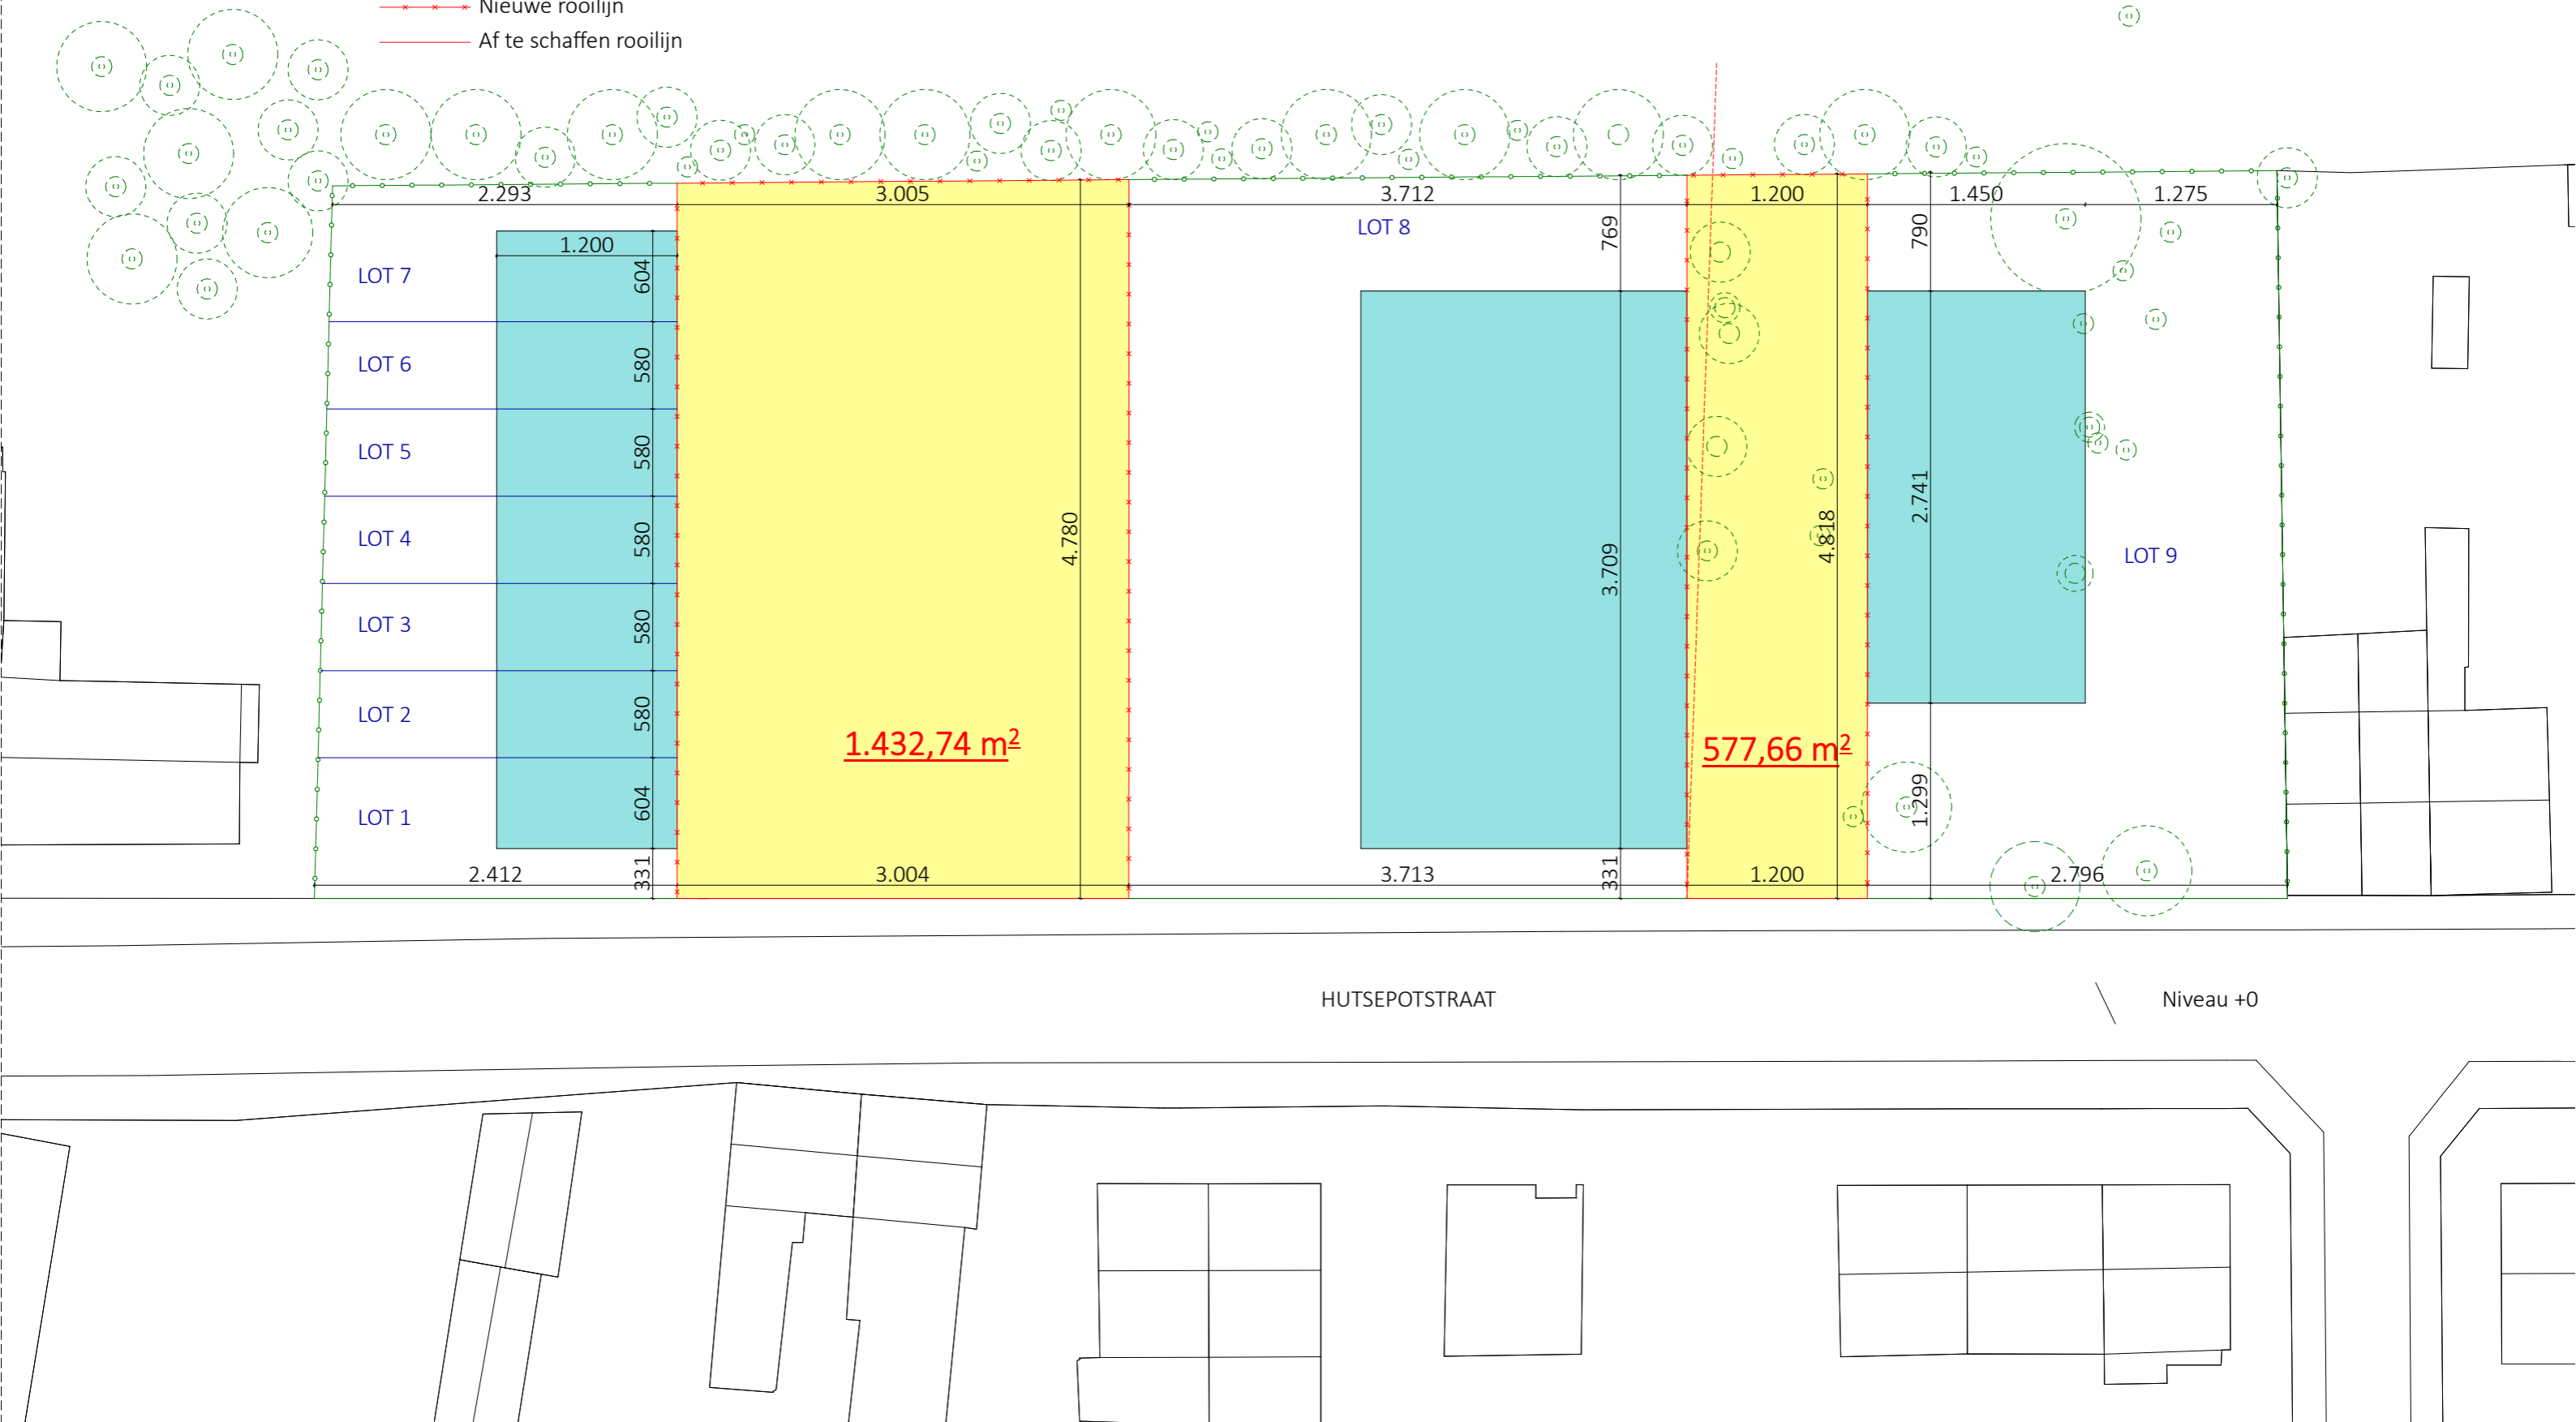 Nieuwe rooilijn
Af te schaffen rooilijn
2.293
3.005
3.712
1.200
1.450
1.275
LOT 8
769
790
1.200
604
LOT 7
LOT 6
580
LOT 5
580
LOT 4
580
LOT 3
580
LOT 2
580
LOT 1
604
331
4.780
3.709
4.818
2.741
LOT 9
1.432,74 m²
577,66 m²
1.299
331
2.412
3.004
3.713
1.200
2.796
HUTSEPOTSTRAAT
Niveau +0